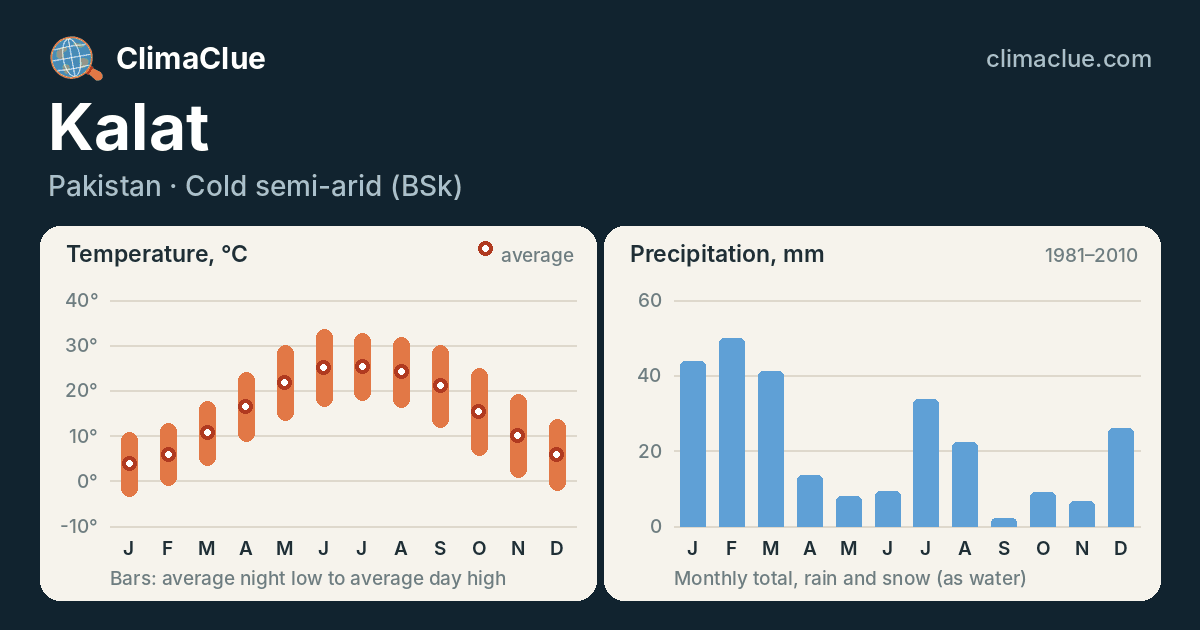 ClimaClue
climaclue.com
Kalat
Pakistan · Cold semi-arid (BSk)
Temperature, °C
average
40°
30°
20°
10°
0°
-10°
J F M A M J J A S O N D
Bars: average night low to average day high
Precipitation, mm
1981–2010
60
40
20
0
J F M A M J J A S O N D
Monthly total, rain and snow (as water)